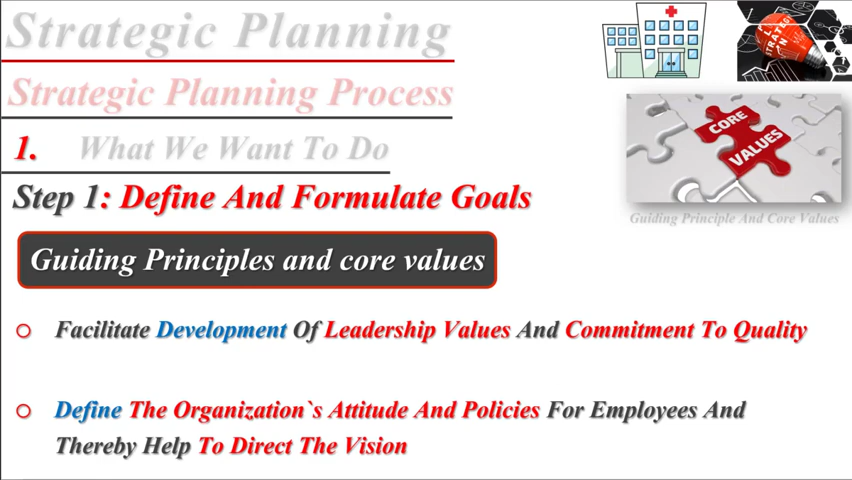 Strategic Planning
Strategic Planning Process
1. What We Want To Do
Step 1: Define And Formulate Goals
CORE
VALUES
Guiding Principle And Core Values
Guiding Principles and core values
Facilitate Development Of Leadership Values And Commitment To Quality
Define The Organization`s Attitude And Policies For Employees And
Thereby Help To Direct The Vision